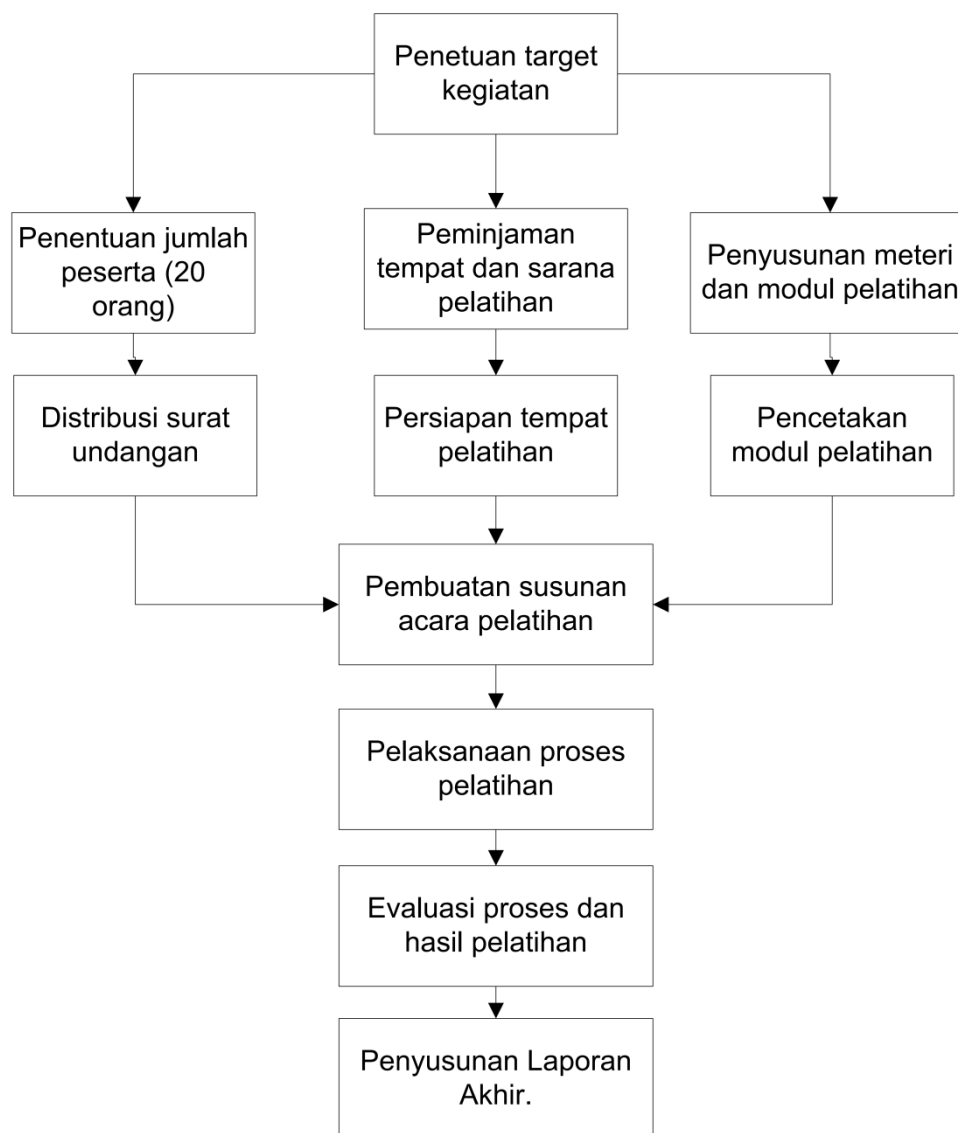 Penetuan target
kegiatan
Penentuan jumlah
peserta (20
orang)
Peminjaman
tempat dan sarana
pelatihan
Penyusunan meteri
dan modul pelatihan
Distribusi surat
undangan
Persiapan tempat
pelatihan
Pencetakan
modul pelatihan
Pembuatan susunan
acara pelatihan
Pelaksanaan proses
pelatihan
Evaluasi proses dan
hasil pelatihan
Penyusunan Laporan
Akhir.